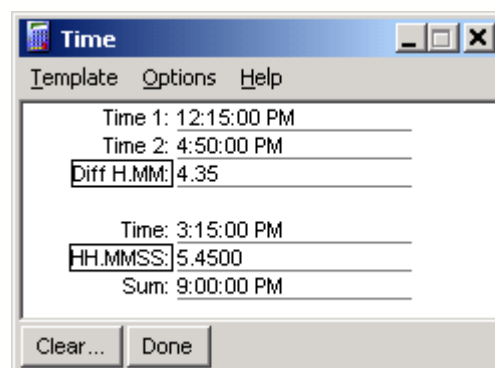 Time
Template Options Help
Time 1: 12:15:00 PM
Time 2: 4:50:00 PM
Diff H.MM: 4.35
Time: 3:15:00 PM
HH.MMSS: 5.4500
Sum: 9:00:00 PM
Clear... Done